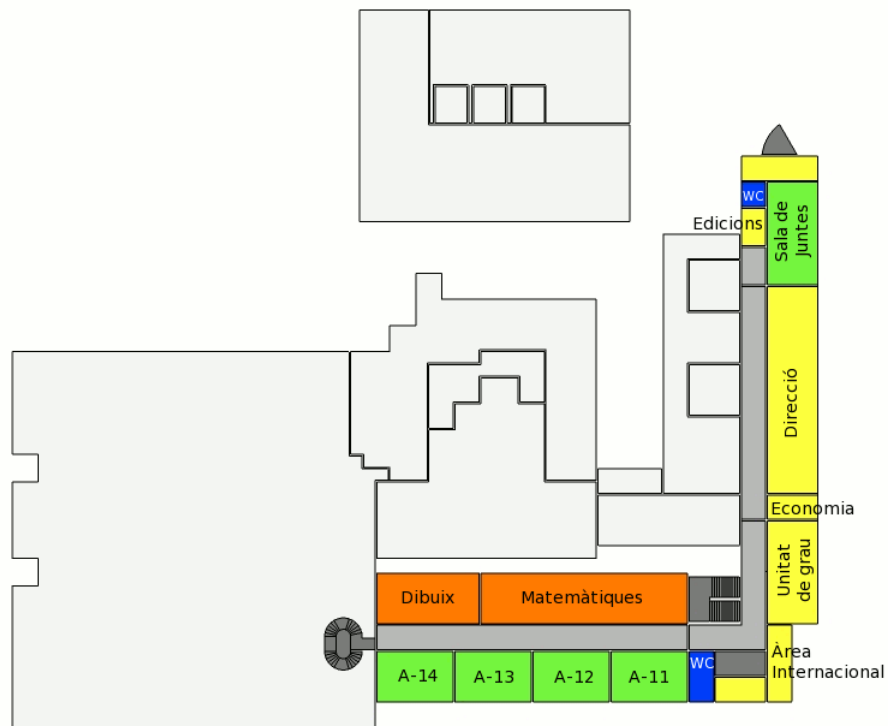 WC
Edicions
Sala de
Juntes
Direcció
Economia
Unitat
de grau
Dibuix
Matemàtiques
Àrea
Internacional
A-14
A-13
A-12
A-11
WC